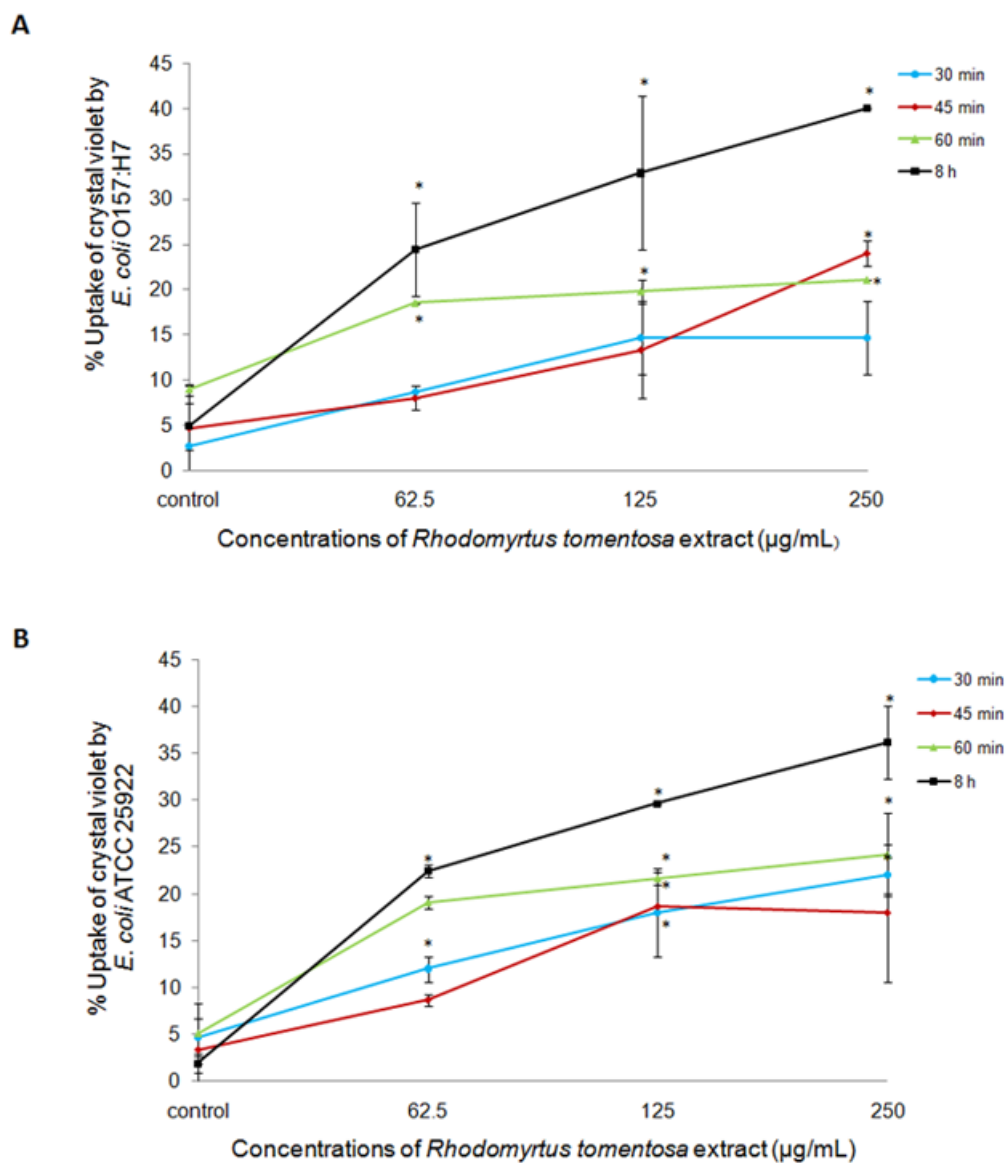 A
45
40
35
30
25
20
15
10
5
0
% Uptake of crystal violet by
E. coli O157:H7
control
62.5
125
250
Concentrations of Rhodomyrtus tomentosa extract (µg/mL)
30 min
45 min
60 min
8 h
*
*
*
*
*
*
*
B
45
40
35
30
25
20
15
10
5
0
% Uptake of crystal violet by
E. coli ATCC 25922
control
62.5
125
250
Concentrations of Rhodomyrtus tomentosa extract (µg/mL)
30 min
45 min
60 min
8 h
*
*
*
*
*
*
*
*
*